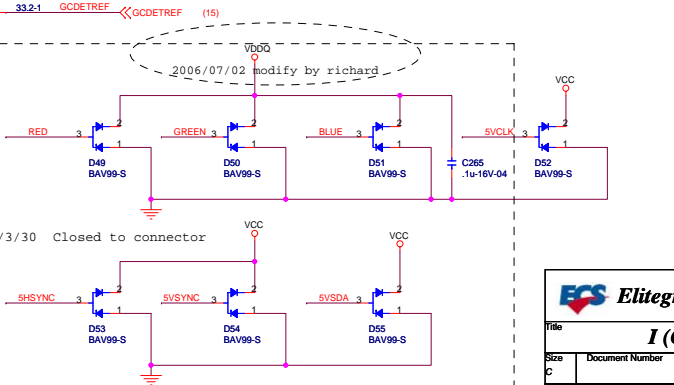 33.2-1 GCDETREF GCDETREF (15)
VDDQ
2006/07/02 modify by richard
VCC
RED 3 2 1
D49
BAV99-S
GREEN 3 2 1
D50
BAV99-S
BLUE 3 2 1
D51
BAV99-S
C265
.1u-16V-04
5VCLK 3 2 1
D52
BAV99-S
/3/30 Closed to connector
VCC
VCC
5HSYNC 3 2 1
D53
BAV99-S
5VSYNC 3 2 1
D54
BAV99-S
5VSDA 3 2 1
D55
BAV99-S
ECS Elitegr
Title
I (
Size
C
Document Number